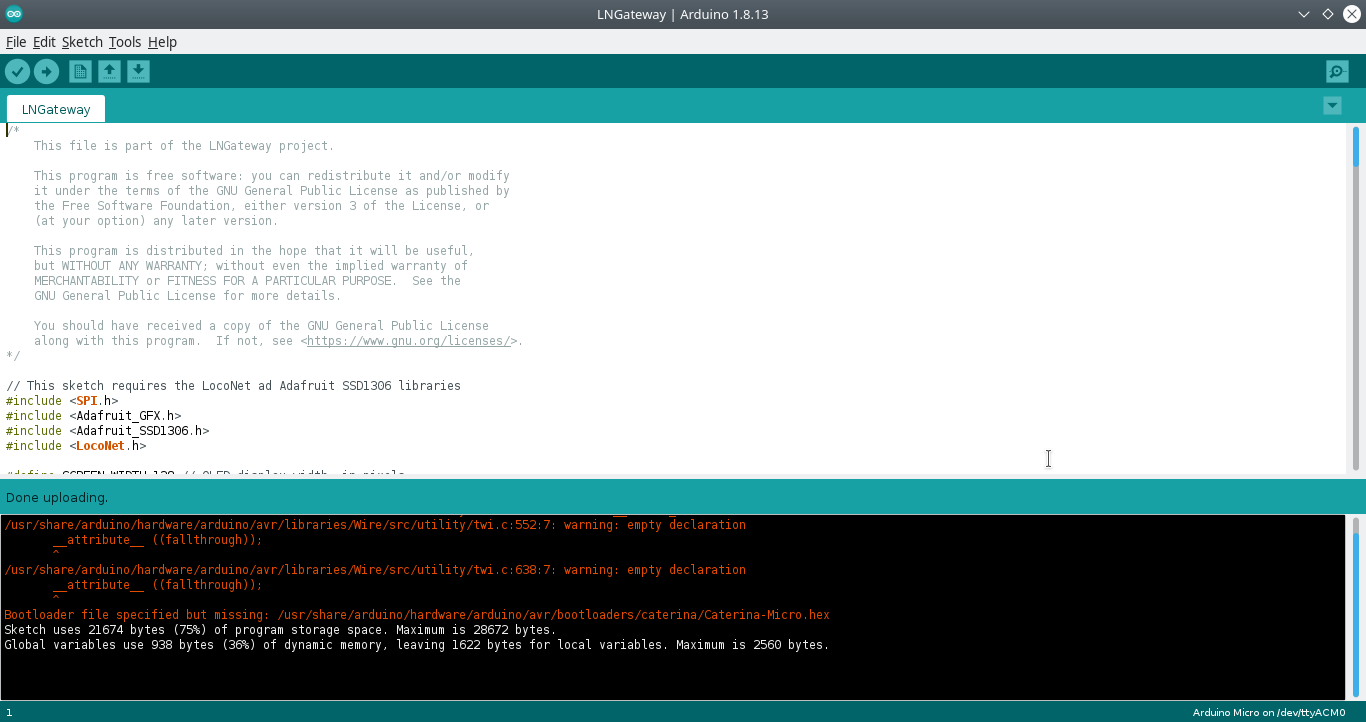 LNGateway | Arduino 1.8.13
File Edit Sketch Tools Help
LNGateway
/*
This file is part of the LNGateway project.
This program is free software: you can redistribute it and/or modify
it under the terms of the GNU General Public License as published by
the Free Software Foundation, either version 3 of the License, or
(at your option) any later version.
This program is distributed in the hope that it will be useful,
but WITHOUT ANY WARRANTY; without even the implied warranty of
MERCHANTABILITY or FITNESS FOR A PARTICULAR PURPOSE.  See the
GNU General Public License for more details.
You should have received a copy of the GNU General Public License
along with this program.  If not, see <https://www.gnu.org/licenses/>.
*/
// This sketch requires the LocoNet ad Adafruit SSD1306 libraries
#include <SPI.h>
#include <Adafruit_GFX.h>
#include <Adafruit_SSD1306.h>
#include <LocoNet.h>
#define SCREEN_WIDTH 128 // OLED display width, in pixels
Done uploading.
/usr/share/arduino/hardware/arduino/avr/libraries/Wire/src/utility/twi.c:552:7: warning: empty declaration
__attribute__ ((fallthrough));
^
/usr/share/arduino/hardware/arduino/avr/libraries/Wire/src/utility/twi.c:638:7: warning: empty declaration
__attribute__ ((fallthrough));
^
Bootloader file specified but missing: /usr/share/arduino/hardware/arduino/avr/bootloaders/caterina/Caterina-Micro.hex
Sketch uses 21674 bytes (75%) of program storage space. Maximum is 28672 bytes.
Global variables use 938 bytes (36%) of dynamic memory, leaving 1622 bytes for local variables. Maximum is 2560 bytes.
1
Arduino Micro on /dev/ttyACM0